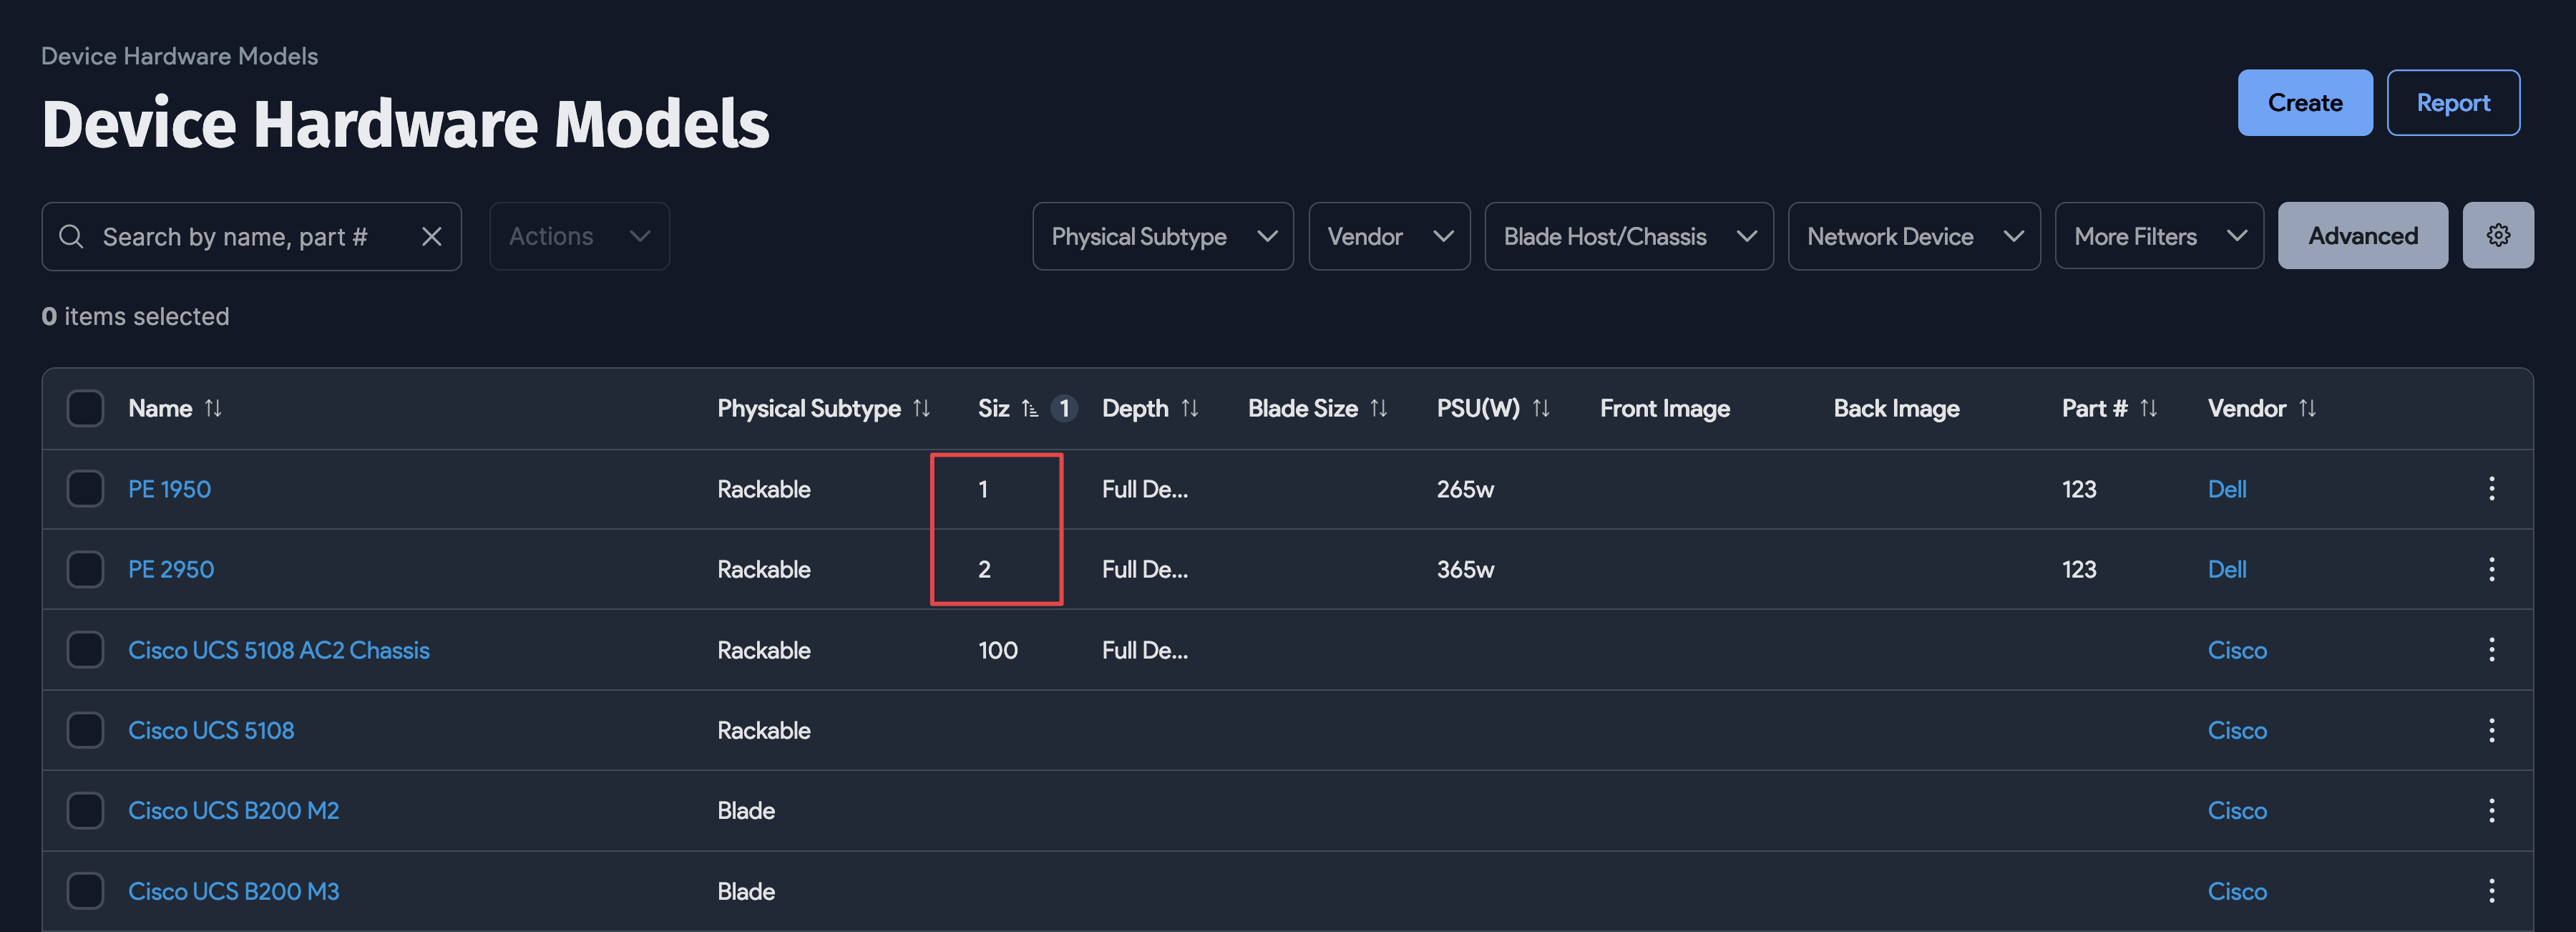 Device Hardware Models
Device Hardware Models
Create
Report
Search by name, part #
Actions
Physical Subtype
Vendor
Blade Host/Chassis
Network Device
More Filters
Advanced
0 items selected
Name Physical Subtype Siz 1 Depth Blade Size PSU(W) Front Image Back Image Part # Vendor
PE 1950 Rackable 1 Full De... 265w 123 Dell
PE 2950 Rackable 2 Full De... 365w 123 Dell
Cisco UCS 5108 AC2 Chassis Rackable 100 Full De... Cisco
Cisco UCS 5108 Rackable Cisco
Cisco UCS B200 M2 Blade Cisco
Cisco UCS B200 M3 Blade Cisco